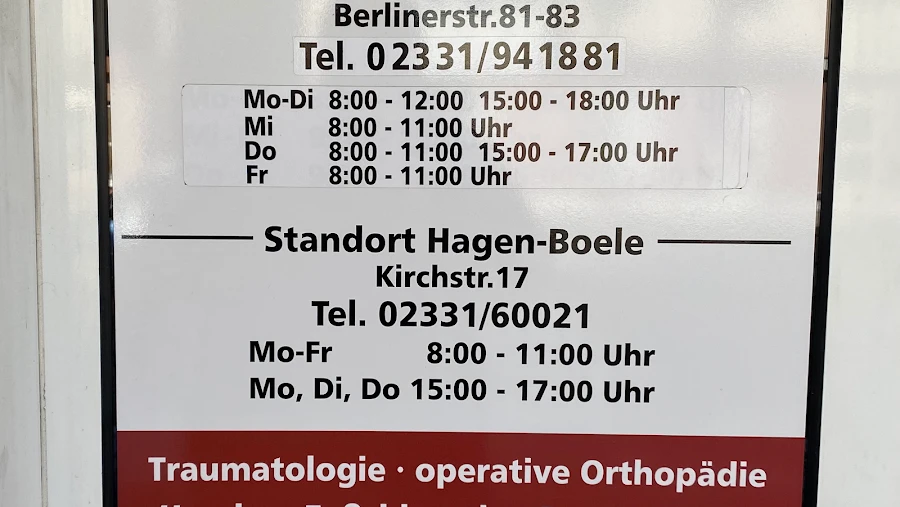 Berlinerstr.81-83
Tel. 02331/941881
Mo-Di 8:00 - 12:00 15:00 - 18:00 Uhr
Mi 8:00 - 11:00 Uhr
Do 8:00 - 11:00 15:00 - 17:00 Uhr
Fr 8:00 - 11:00 Uhr
Standort Hagen-Boele
Kirchstr.17
Tel. 02331/60021
Mo-Fr 8:00 - 11:00 Uhr
Mo, Di, Do 15:00 - 17:00 Uhr
Traumatologie · operative Orthopädie